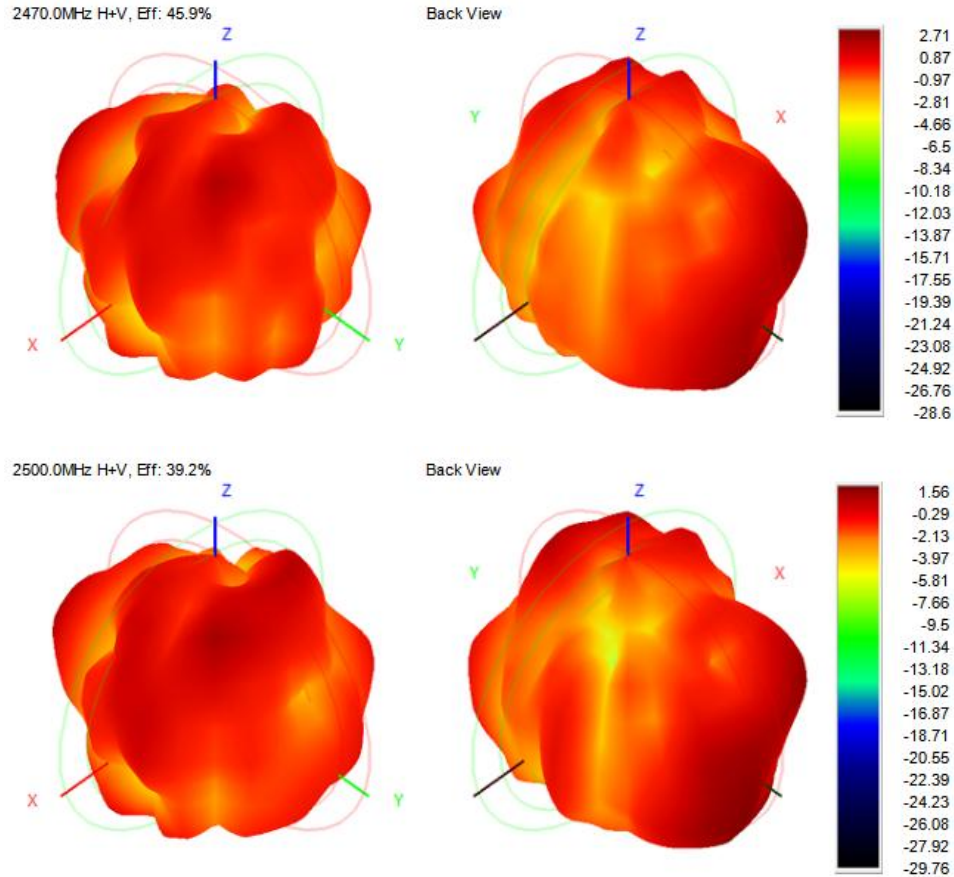 2470.0MHz H+V, Eff: 45.9%
Back View
Z
X
Y
Z
Y
X
2.71
0.87
-0.97
-2.81
-4.66
-6.5
-8.34
-10.18
-12.03
-13.87
-15.71
-17.55
-19.39
-21.24
-23.08
-24.92
-26.76
-28.6
2500.0MHz H+V, Eff: 39.2%
Back View
Z
X
Y
Z
Y
X
1.56
-0.29
-2.13
-3.97
-5.81
-7.66
-9.5
-11.34
-13.18
-15.02
-16.87
-18.71
-20.55
-22.39
-24.23
-26.08
-27.92
-29.76